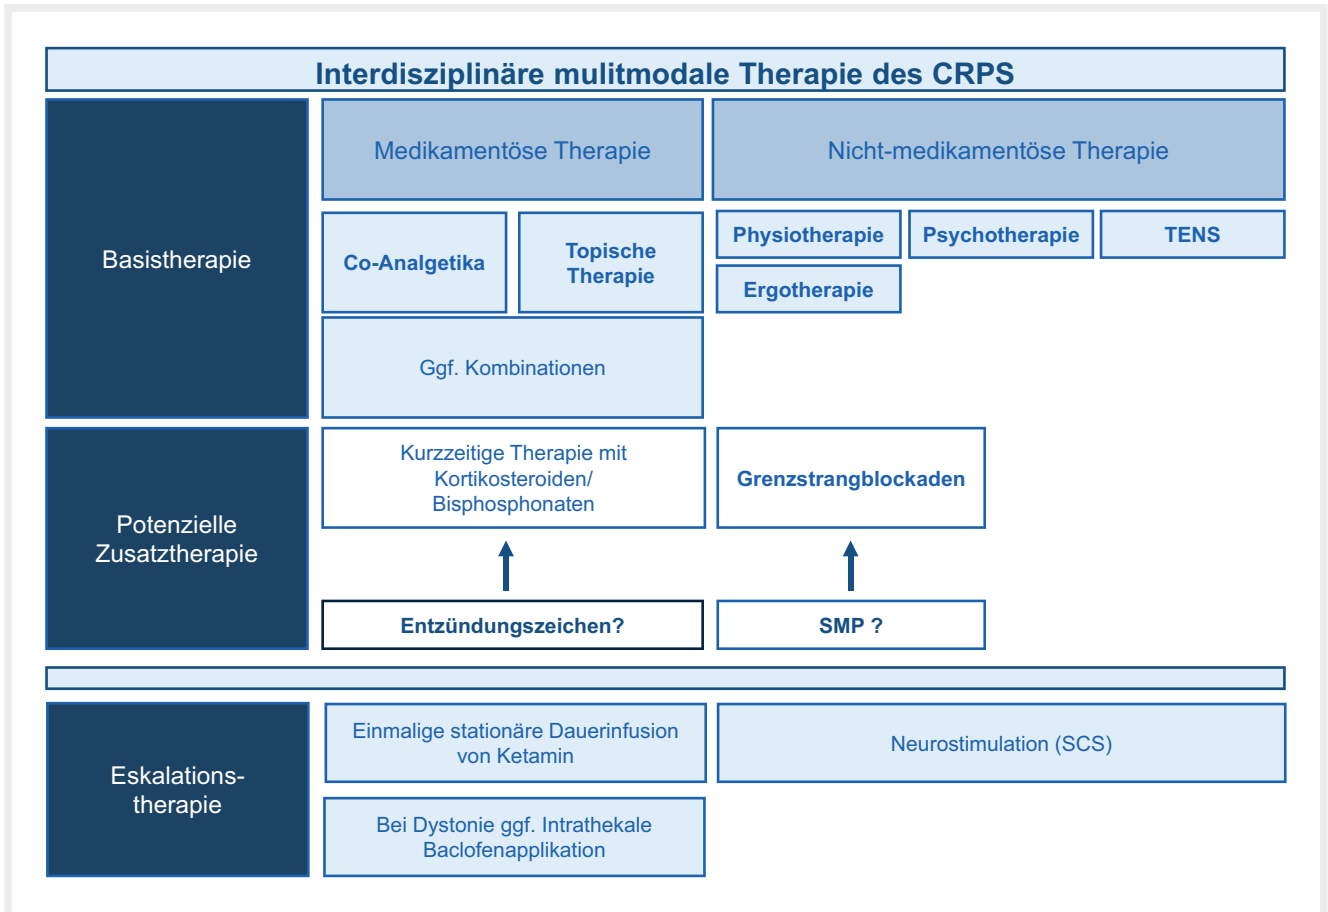 Interdisziplinäre mulitmodale Therapie des CRPS
Basistherapie
Medikamentöse Therapie
Nicht-medikamentöse Therapie
Co-Analgetika
Topische
Therapie
Physiotherapie
Psychotherapie
TENS
Ergotherapie
Ggf. Kombinationen
Potenzielle
Zusatztherapie
Kurzzeitige Therapie mit
Kortikosteroiden/
Bisphosphonaten
Grenzstrangblockaden
Entzündungszeichen?
SMP ?
Eskalations-
therapie
Einmalige stationäre Dauerinfusion
von Ketamin
Neurostimulation (SCS)
Bei Dystonie ggf. Intrathekale
Baclofenapplikation